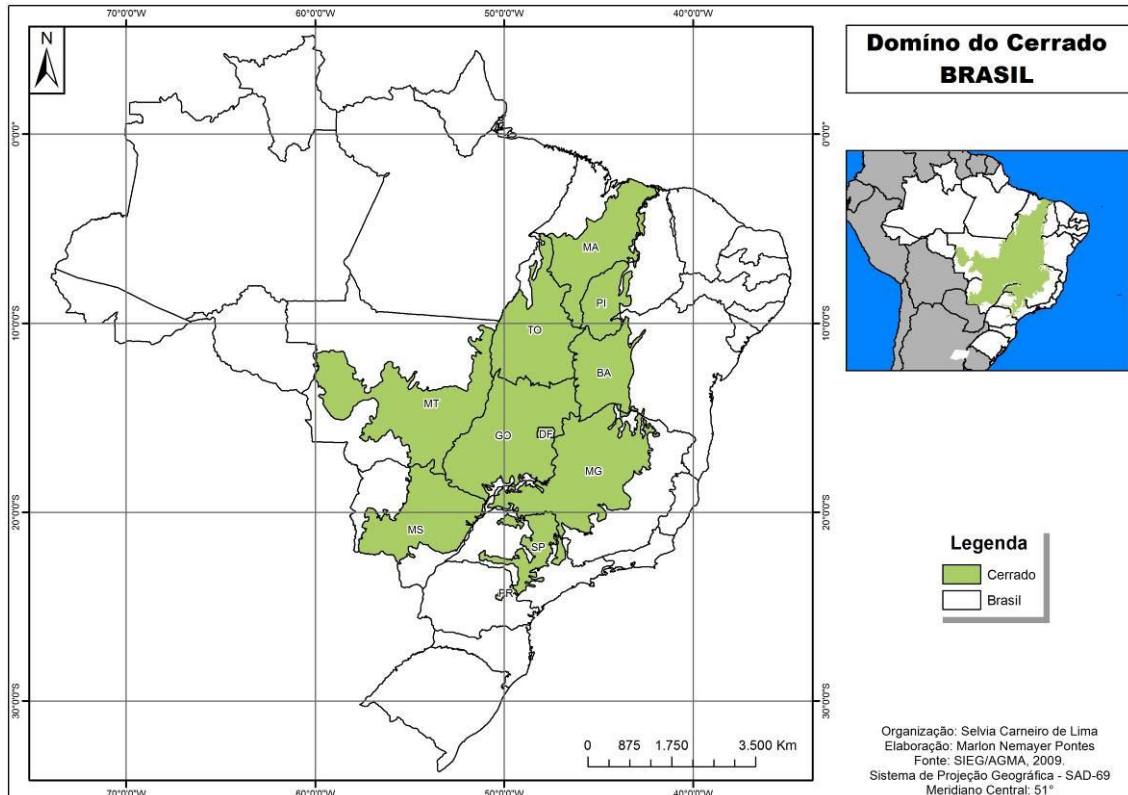 70°0'0"W 60°0'0"W 50°0'0"W 40°0'0"W
N
Domíno do Cerrado
BRASIL
0°0'0"
0°0'0"
MA
PI
TO
10°0'0"S
10°0'0"S
BA
MT
GO
DF
MG
20°0'0"S
20°0'0"S
MS
SP
PR
30°0'0"S
30°0'0"S
Legenda
Cerrado
Brasil
0 875 1.750 3.500 Km
70°0'0"W 60°0'0"W 50°0'0"W 40°0'0"W
Organização: Selvia Carneiro de Lima
Elaboração: Marlon Nemayer Pontes
Fonte: SIEG/AGMA, 2009.
Sistema de Projeção Geográfica - SAD-69
Meridiano Central: 51°